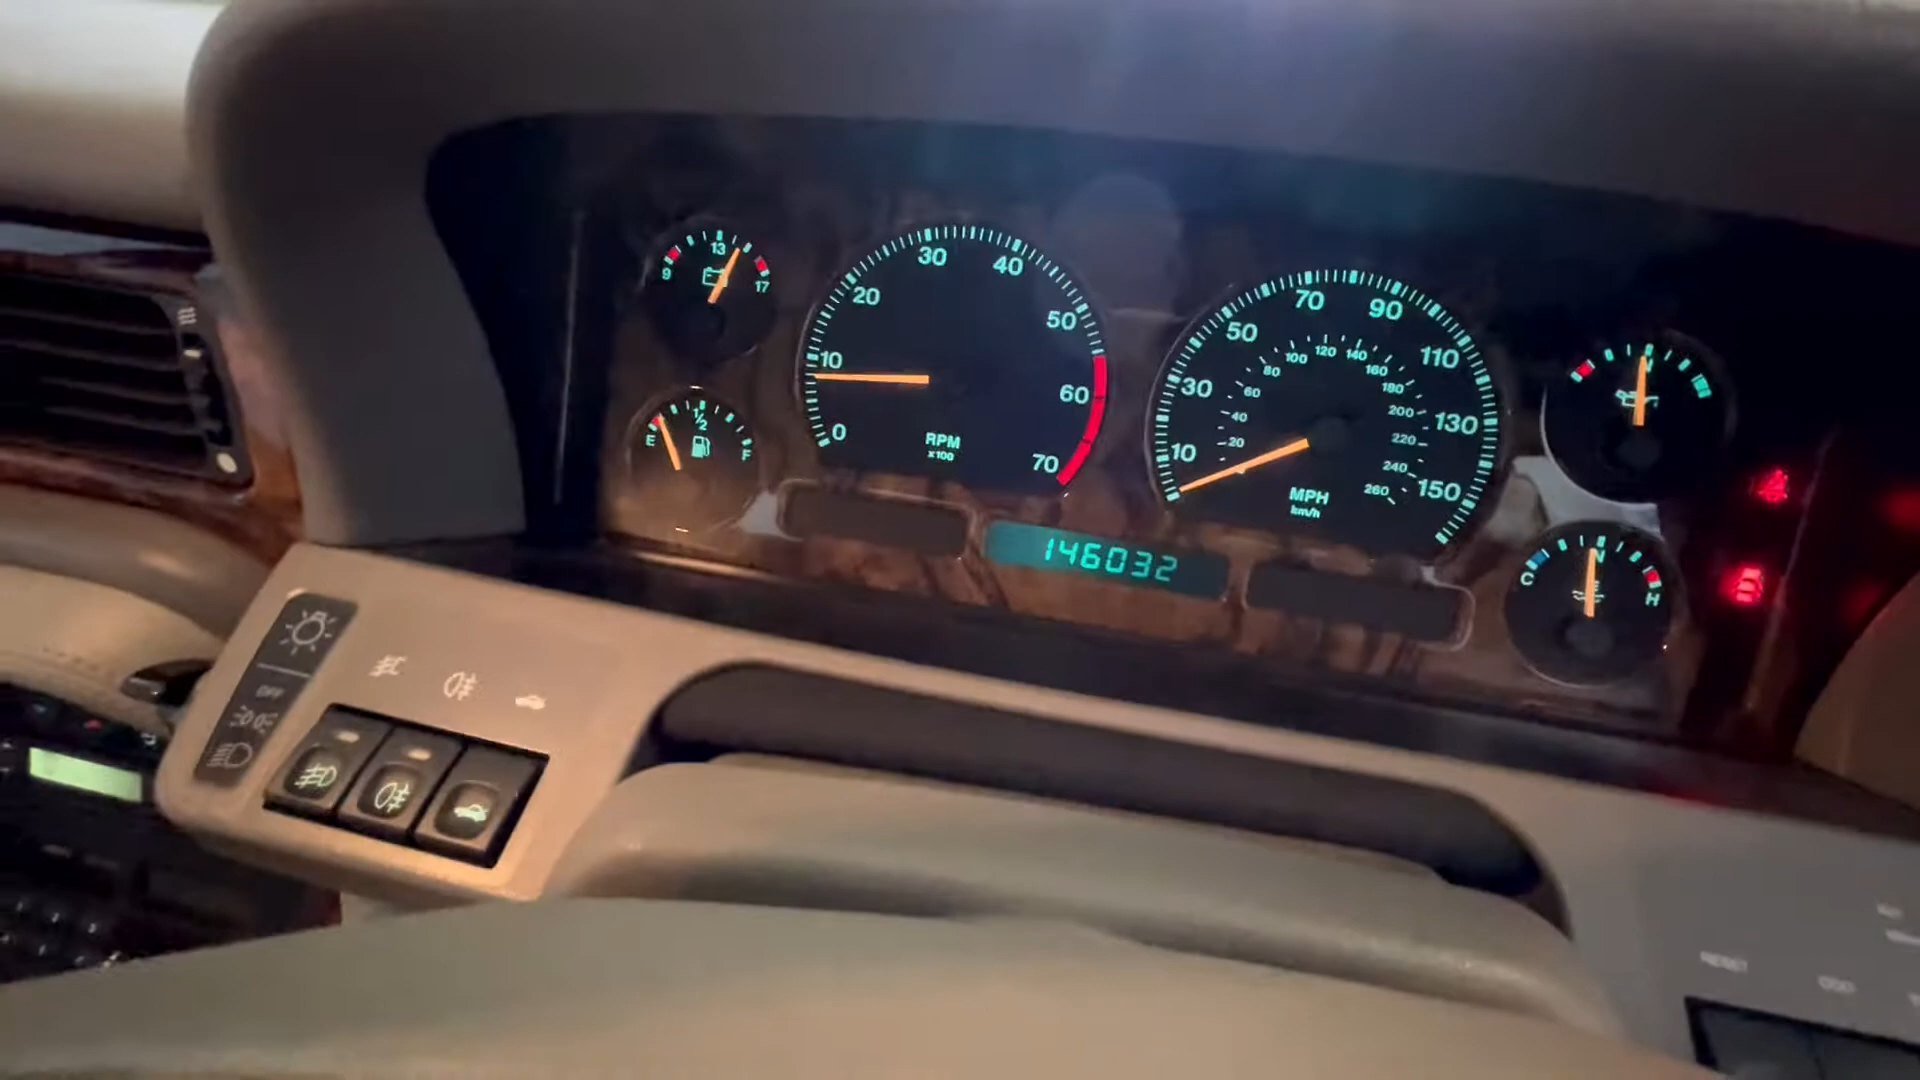 9 13 17
0 10 20 30 40 50 60 70
RPM
x100
E 1/2 F
10 30 50 70 90 110 130 150
20 40 60 80 100 120 140 160 180 200 220 240 260
MPH
km/h
N
C N H
146032
OFF
RESET